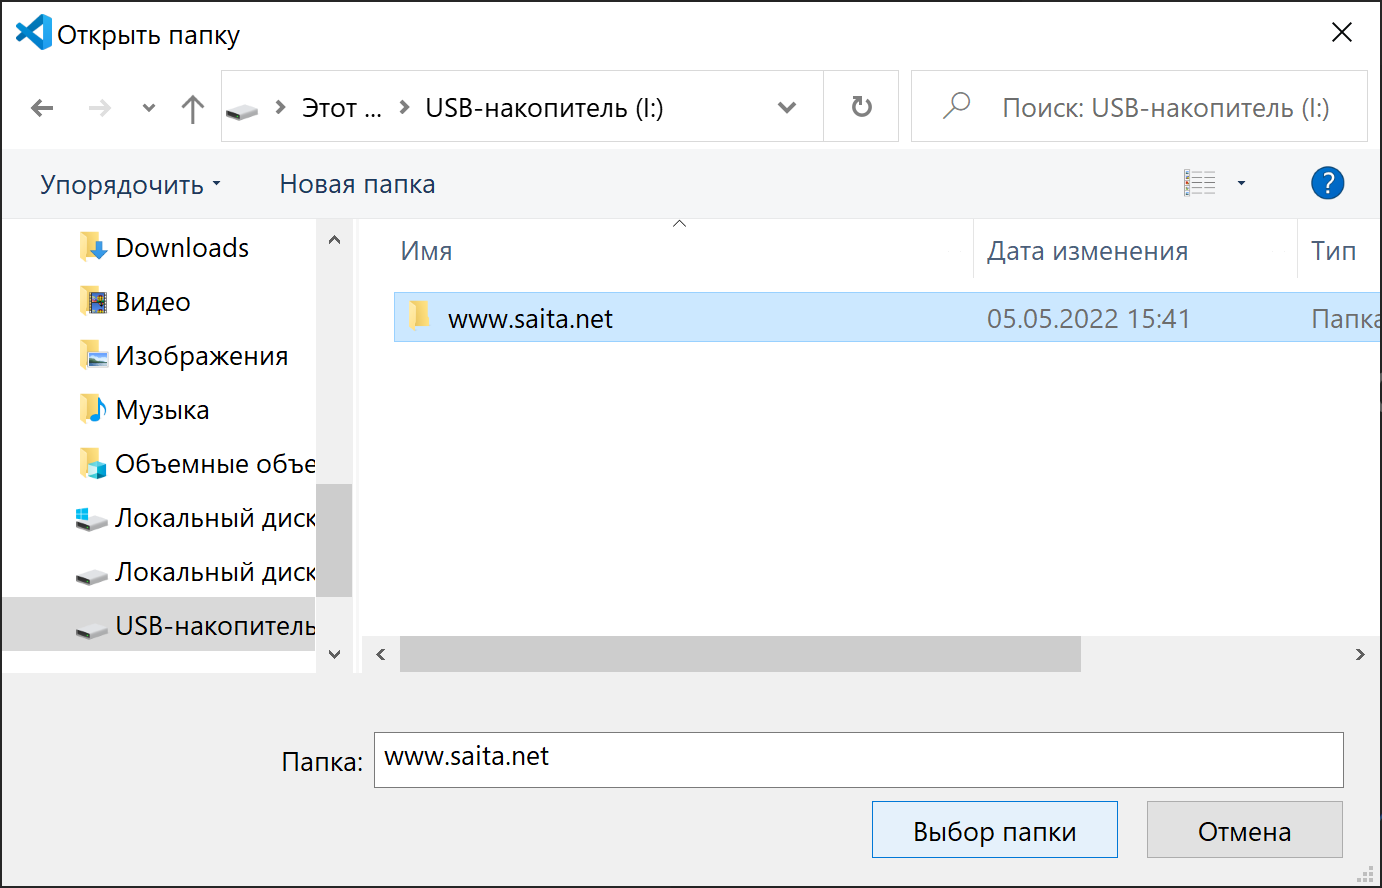 Открыть папку
Этот ... USB-накопитель (I:)
Поиск: USB-накопитель (I:)
Упорядочить
Новая папка
?
Downloads
Видео
Изображения
Музыка
Объемные объе
Локальный диск
Локальный диск
USB-накопитель
Имя
Дата изменения
Тип
www.saita.net
05.05.2022 15:41
Папка
Папка:
www.saita.net
Выбор папки
Отмена